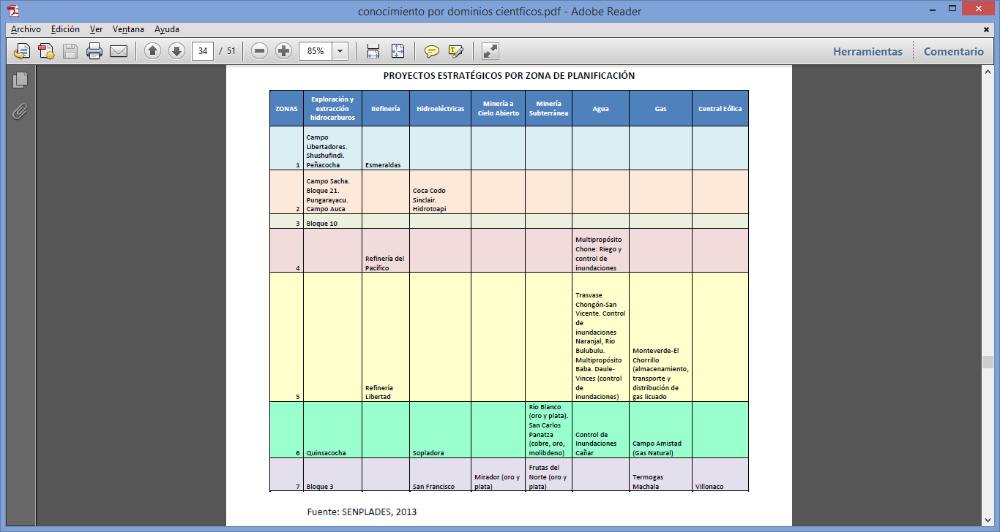 conocimiento por dominios cientficos.pdf - Adobe Reader
Archivo Edición Ver Ventana Ayuda
34 / 51 85% Herramientas Comentario
PROYECTOS ESTRATÉGICOS POR ZONA DE PLANIFICACIÓN
ZONAS
Exploración y
extracción
hidrocarburos
Refinería
Hidroeléctricas
Minería a
Cielo Abierto
Minería
Subterránea
Agua
Gas
Central Eólica
1
Campo
Libertadores.
Shushufindi.
Peñacocha
Esmeraldas
2
Campo Sacha.
Bloque 21.
Pungarayacu.
Campo Auca
Coca Codo
Sinclair.
Hidrotoapi
3
Bloque 10
4
Refinería del
Pacífico
Multipropósito
Chone: Riego y
control de
inundaciones
5
Refinería
Libertad
Trasvase
Chongón-San
Vicente. Control
de
inundaciones
Naranjal, Río
Bulubulu.
Multipropósito
Baba. Daule-
Vinces (control
de
inundaciones)
Monteverde-El
Chorrillo
(almacenamiento,
transporte y
distribución de
gas licuado
6
Quinsacocha
Sopladora
Río Blanco
(oro y plata).
San Carlos
Panatza
(cobre, oro,
molibdeno)
Control de
Inundaciones
Cañar
Campo Amistad
(Gas Natural)
7
Bloque 3
San Francisco
Mirador (oro y
plata)
Frutas del
Norte (oro y
plata)
Termogas
Machala
Villonaco
Fuente: SENPLADES, 2013